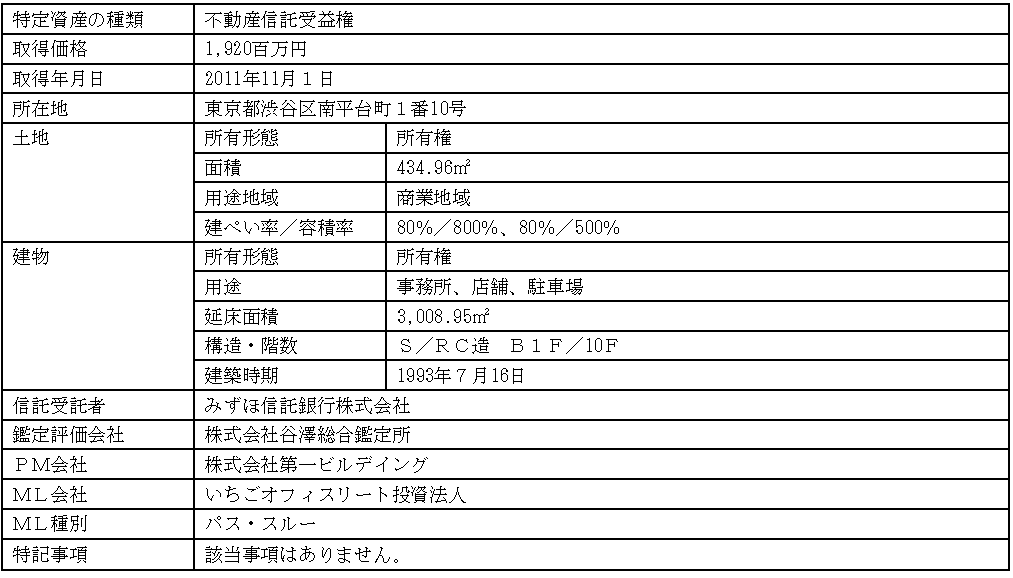 特定資産の種類 不動産信託受益権
取得価格 1,920百万円
取得年月日 2011年11月１日
所在地 東京都渋谷区南平台町１番10号
土地 所有形態 所有権
面積 434.96㎡
用途地域 商業地域
建ぺい率／容積率 80％／800％、80％／500％
建物 所有形態 所有権
用途 事務所、店舗、駐車場
延床面積 3,008.95㎡
構造・階数 Ｓ／ＲＣ造　Ｂ１Ｆ／10Ｆ
建築時期 1993年７月16日
信託受託者 みずほ信託銀行株式会社
鑑定評価会社 株式会社谷澤総合鑑定所
ＰＭ会社 株式会社第一ビルデイング
ＭＬ会社 いちごオフィスリート投資法人
ＭＬ種別 パス・スルー
特記事項 該当事項はありません。